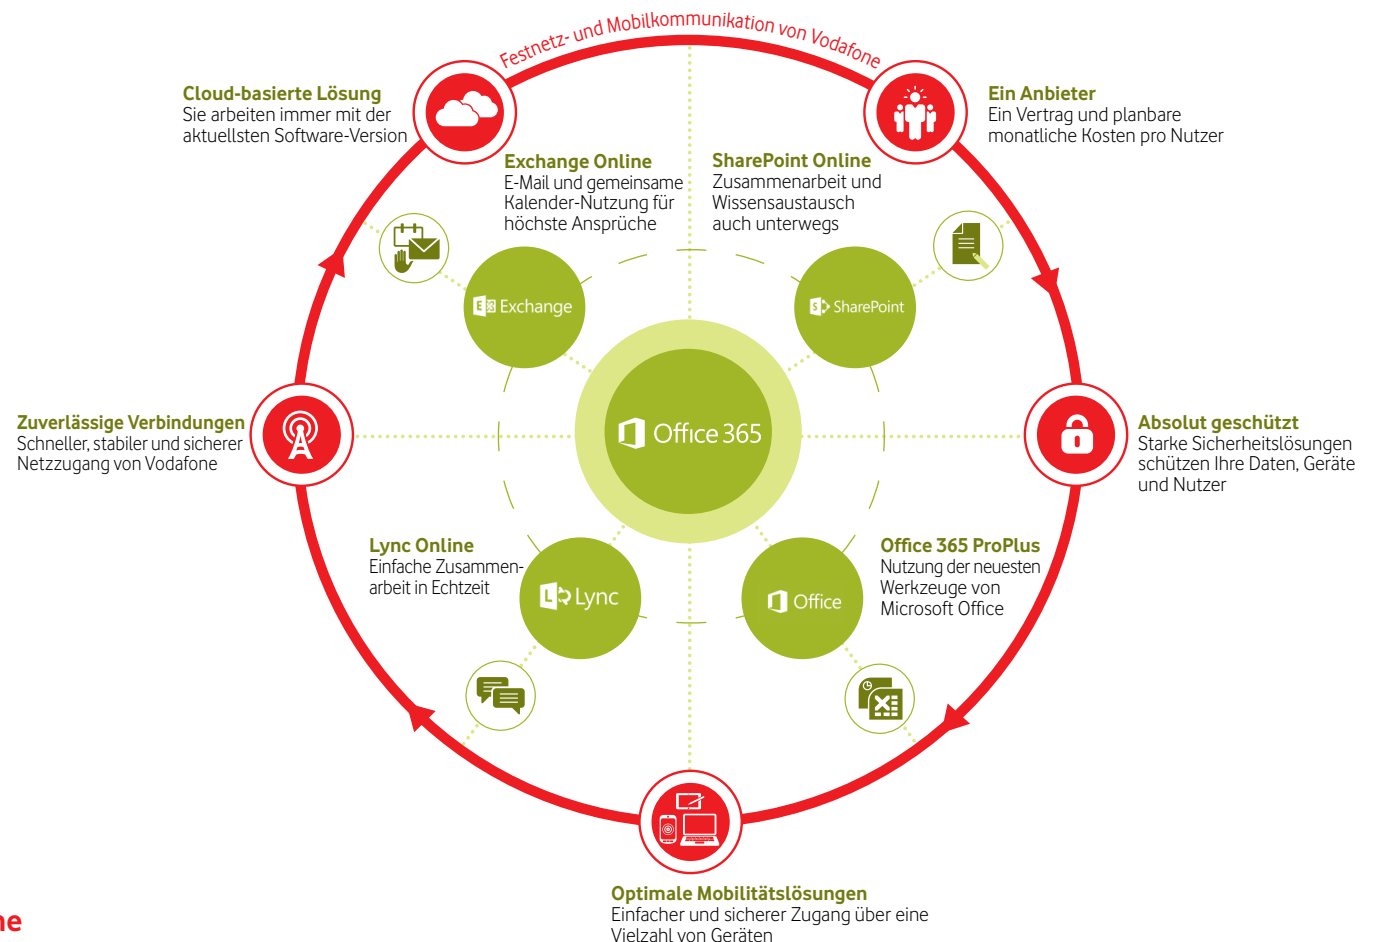 Festnetz- und Mobilkommunikation von Vodafone
Cloud-basierte Lösung
Sie arbeiten immer mit der
aktuellsten Software-Version
Ein Anbieter
Ein Vertrag und planbare
monatliche Kosten pro Nutzer
Exchange Online
E-Mail und gemeinsame
Kalender-Nutzung für
höchste Ansprüche
SharePoint Online
Zusammenarbeit und
Wissensaustausch
auch unterwegs
E Exchange
S SharePoint
Office 365
Zuverlässige Verbindungen
Schneller, stabiler und sicherer
Netzzugang von Vodafone
Absolut geschützt
Starke Sicherheitslösungen
schützen Ihre Daten, Geräte
und Nutzer
Lync Online
Einfache Zusammen-
arbeit in Echtzeit
L Lync
Office
Office 365 ProPlus
Nutzung der neuesten
Werkzeuge von
Microsoft Office
Optimale Mobilitätslösungen
Einfacher und sicherer Zugang über eine
Vielzahl von Geräten